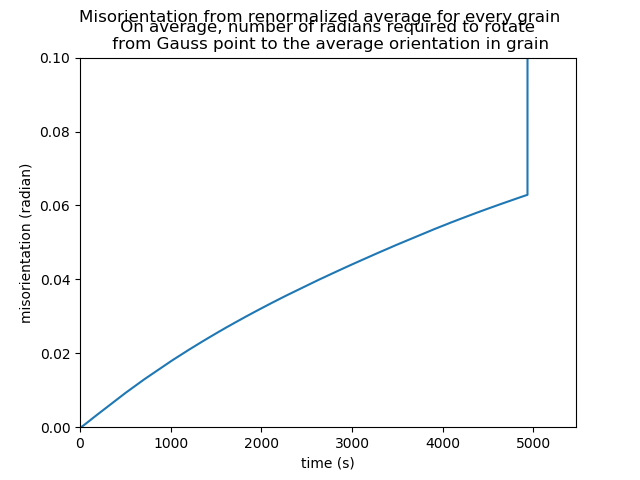 Misorientation from renormalized average for every grain
On average, number of radians required to rotate
from Gauss point to the average orientation in grain
0.10
0.08
0.06
0.04
0.02
0.00
misorientation (radian)
0 1000 2000 3000 4000 5000
time (s)